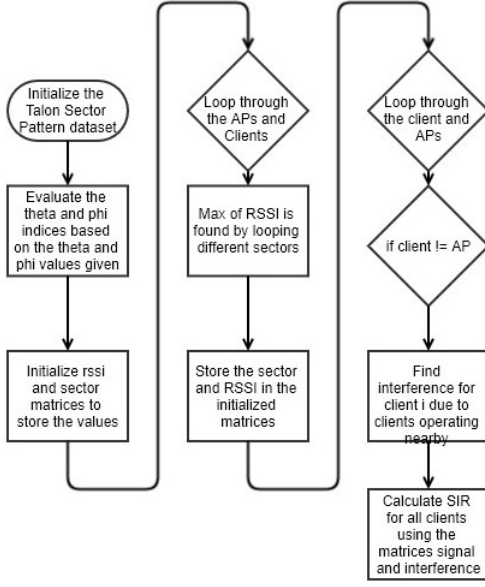 Initialize the
Talon Sector
Pattern dataset
Evaluate the
theta and phi
indices based
on the theta and
phi values given
Initialize rssi
and sector
matrices to
store the values
Loop through
the APs and
Clients
Max of RSSI is
found by looping
different sectors
Store the sector
and RSSI in the
initialized
matrices
Loop through
the client and
APs
if client != AP
Find
interference for
client i due to
clients operating
nearby
Calculate SIR
for all clients
using the
matrices signal
and interference